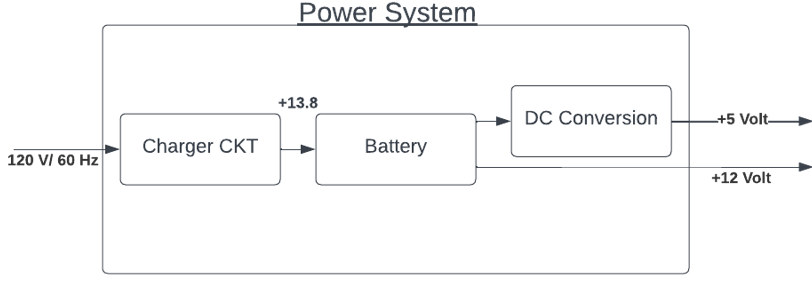 Power System
+13.8
DC Conversion
+5 Volt
Charger CKT
Battery
120 V/ 60 Hz
+12 Volt